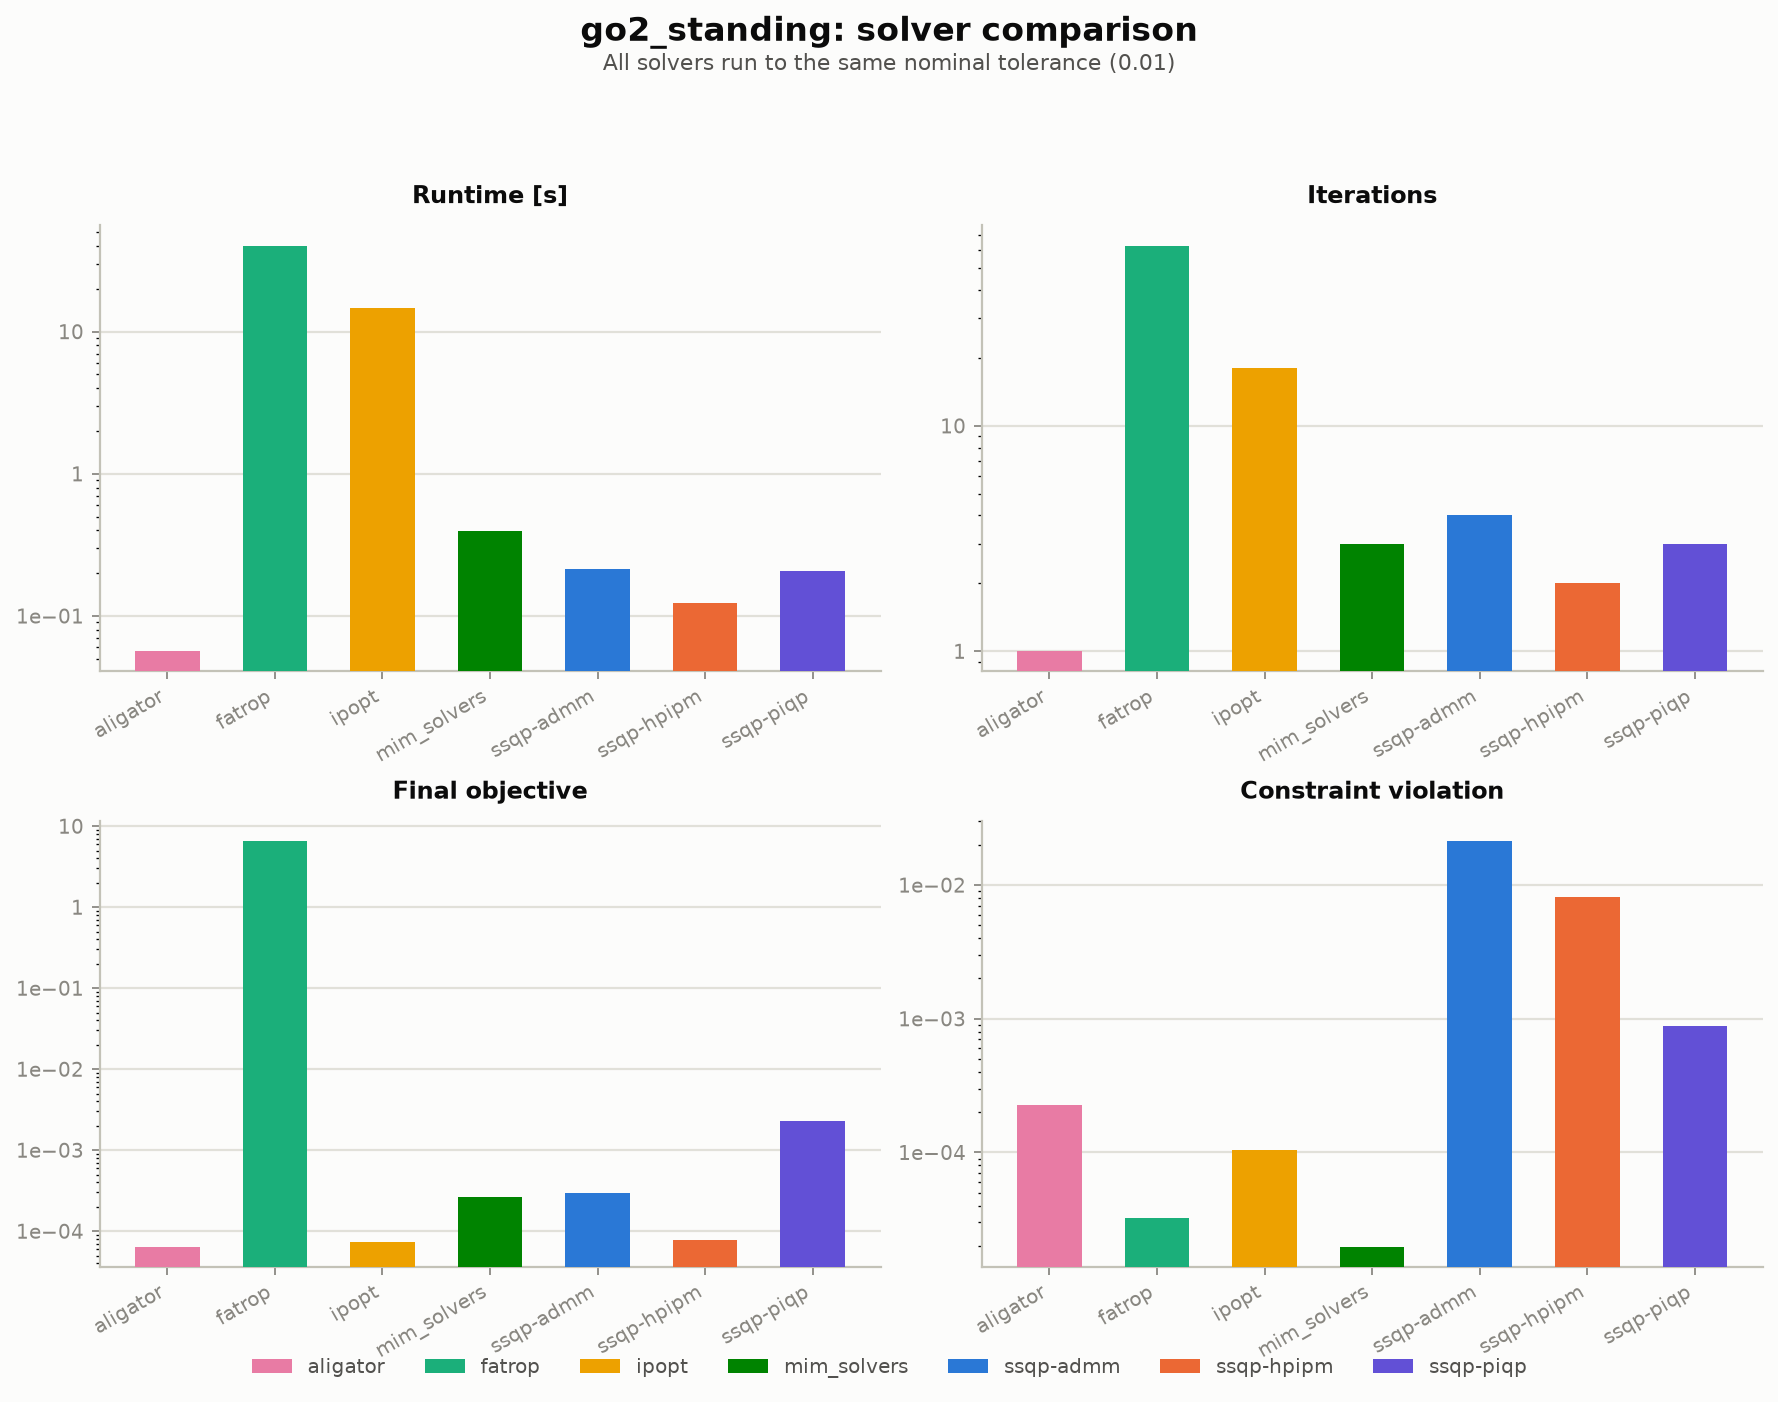 go2_standing: solver comparison
All solvers run to the same nominal tolerance (0.01)
Runtime [s]
10
1
1e−01
aligator
fatrop
ipopt
mim_solvers
ssqp-admm
ssqp-hpipm
ssqp-piqp
Iterations
10
1
aligator
fatrop
ipopt
mim_solvers
ssqp-admm
ssqp-hpipm
ssqp-piqp
Final objective
10
1
1e−01
1e−02
1e−03
1e−04
aligator
fatrop
ipopt
mim_solvers
ssqp-admm
ssqp-hpipm
ssqp-piqp
Constraint violation
1e−02
1e−03
1e−04
aligator
fatrop
ipopt
mim_solvers
ssqp-admm
ssqp-hpipm
ssqp-piqp
aligator fatrop ipopt mim_solvers ssqp-admm ssqp-hpipm ssqp-piqp